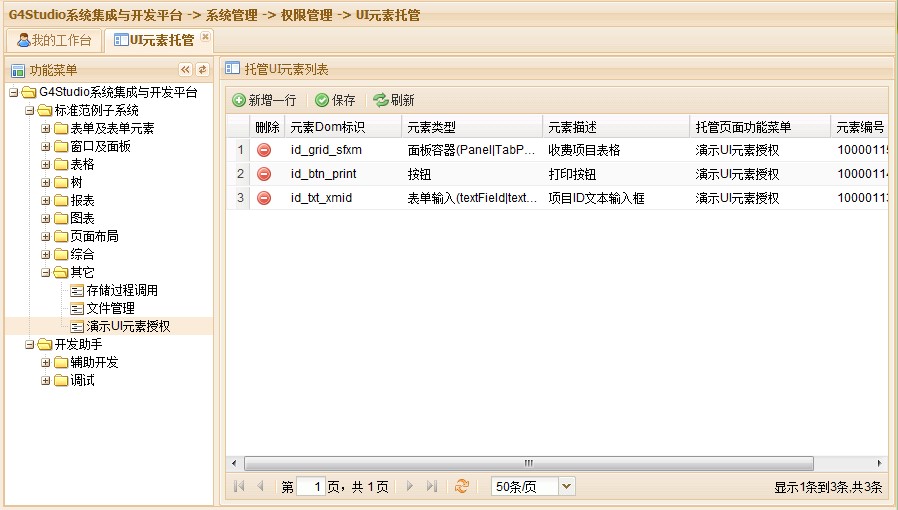 G4Studio系统集成与开发平台 -> 系统管理 -> 权限管理 -> UI元素托管
我的工作台 UI元素托管
功能菜单
G4Studio系统集成与开发平台
标准范例子系统
表单及表单元素
窗口及面板
表格
树
报表
图表
页面布局
综合
其它
存储过程调用
文件管理
演示UI元素授权
开发助手
辅助开发
调试
托管UI元素列表
新增一行 保存 刷新
删除 元素Dom标识 元素类型 元素描述 托管页面功能菜单 元素编号
1 id_grid_sfxm 面板容器(Panel|TabP... 收费项目表格 演示UI元素授权 1000011
2 id_btn_print 按钮 打印按钮 演示UI元素授权 1000011
3 id_txt_xmid 表单输入(textField|text... 项目ID文本输入框 演示UI元素授权 1000011
第 1 页，共 1 页 50条/页 显示1条到3条,共3条